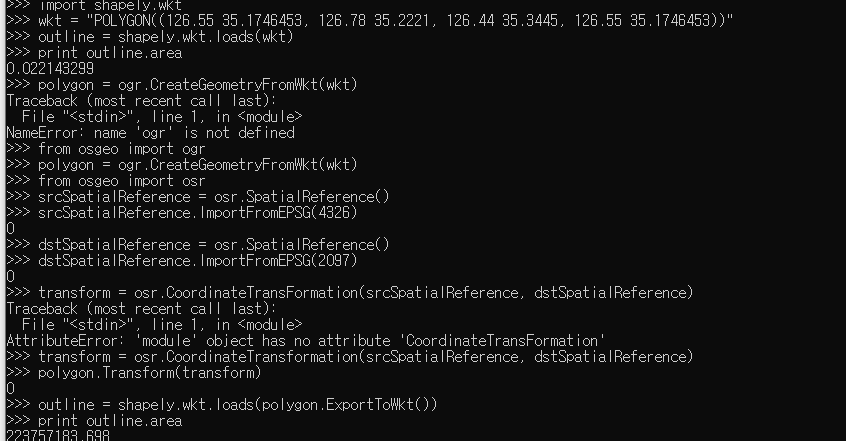 >>> import shapely.wkt
>>> wkt = "POLYGON((126.55 35.1746453, 126.78 35.2221, 126.44 35.3445, 126.55 35.1746453))"
>>> outline = shapely.wkt.loads(wkt)
>>> print outline.area
0.022143299
>>> polygon = ogr.CreateGeometryFromWkt(wkt)
Traceback (most recent call last):
  File "<stdin>", line 1, in <module>
NameError: name 'ogr' is not defined
>>> from osgeo import ogr
>>> polygon = ogr.CreateGeometryFromWkt(wkt)
>>> from osgeo import osr
>>> srcSpatialReference = osr.SpatialReference()
>>> srcSpatialReference.ImportFromEPSG(4326)
0
>>> dstSpatialReference = osr.SpatialReference()
>>> dstSpatialReference.ImportFromEPSG(2097)
0
>>> transform = osr.CoordinateTransFormation(srcSpatialReference, dstSpatialReference)
Traceback (most recent call last):
  File "<stdin>", line 1, in <module>
AttributeError: 'module' object has no attribute 'CoordinateTransFormation'
>>> transform = osr.CoordinateTransformation(srcSpatialReference, dstSpatialReference)
>>> polygon.Transform(transform)
0
>>> outline = shapely.wkt.loads(polygon.ExportToWkt())
>>> print outline.area
223757183.698